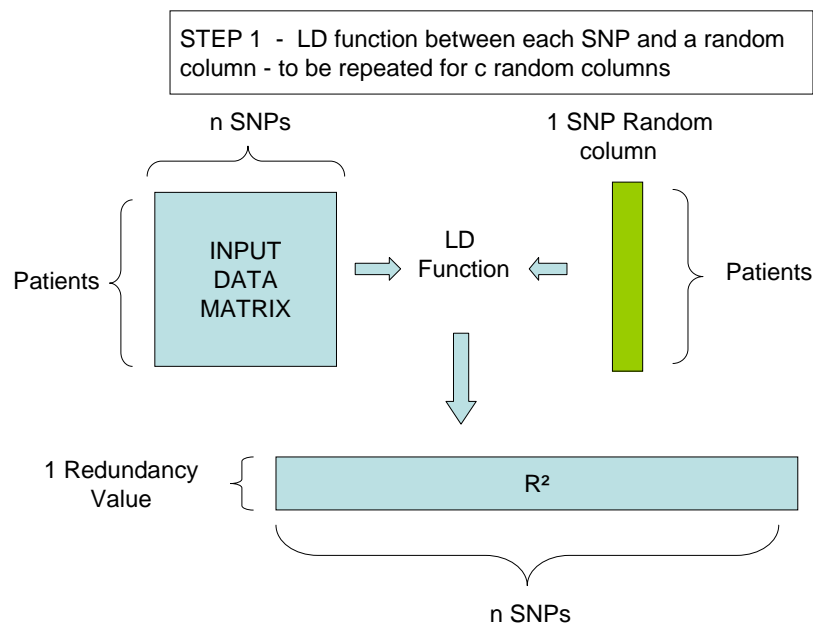 STEP 1 - LD function between each SNP and a random
column - to be repeated for c random columns
n SNPs
1 SNP Random
column
Patients
INPUT
DATA
MATRIX
LD
Function
Patients
1 Redundancy
Value
R²
n SNPs